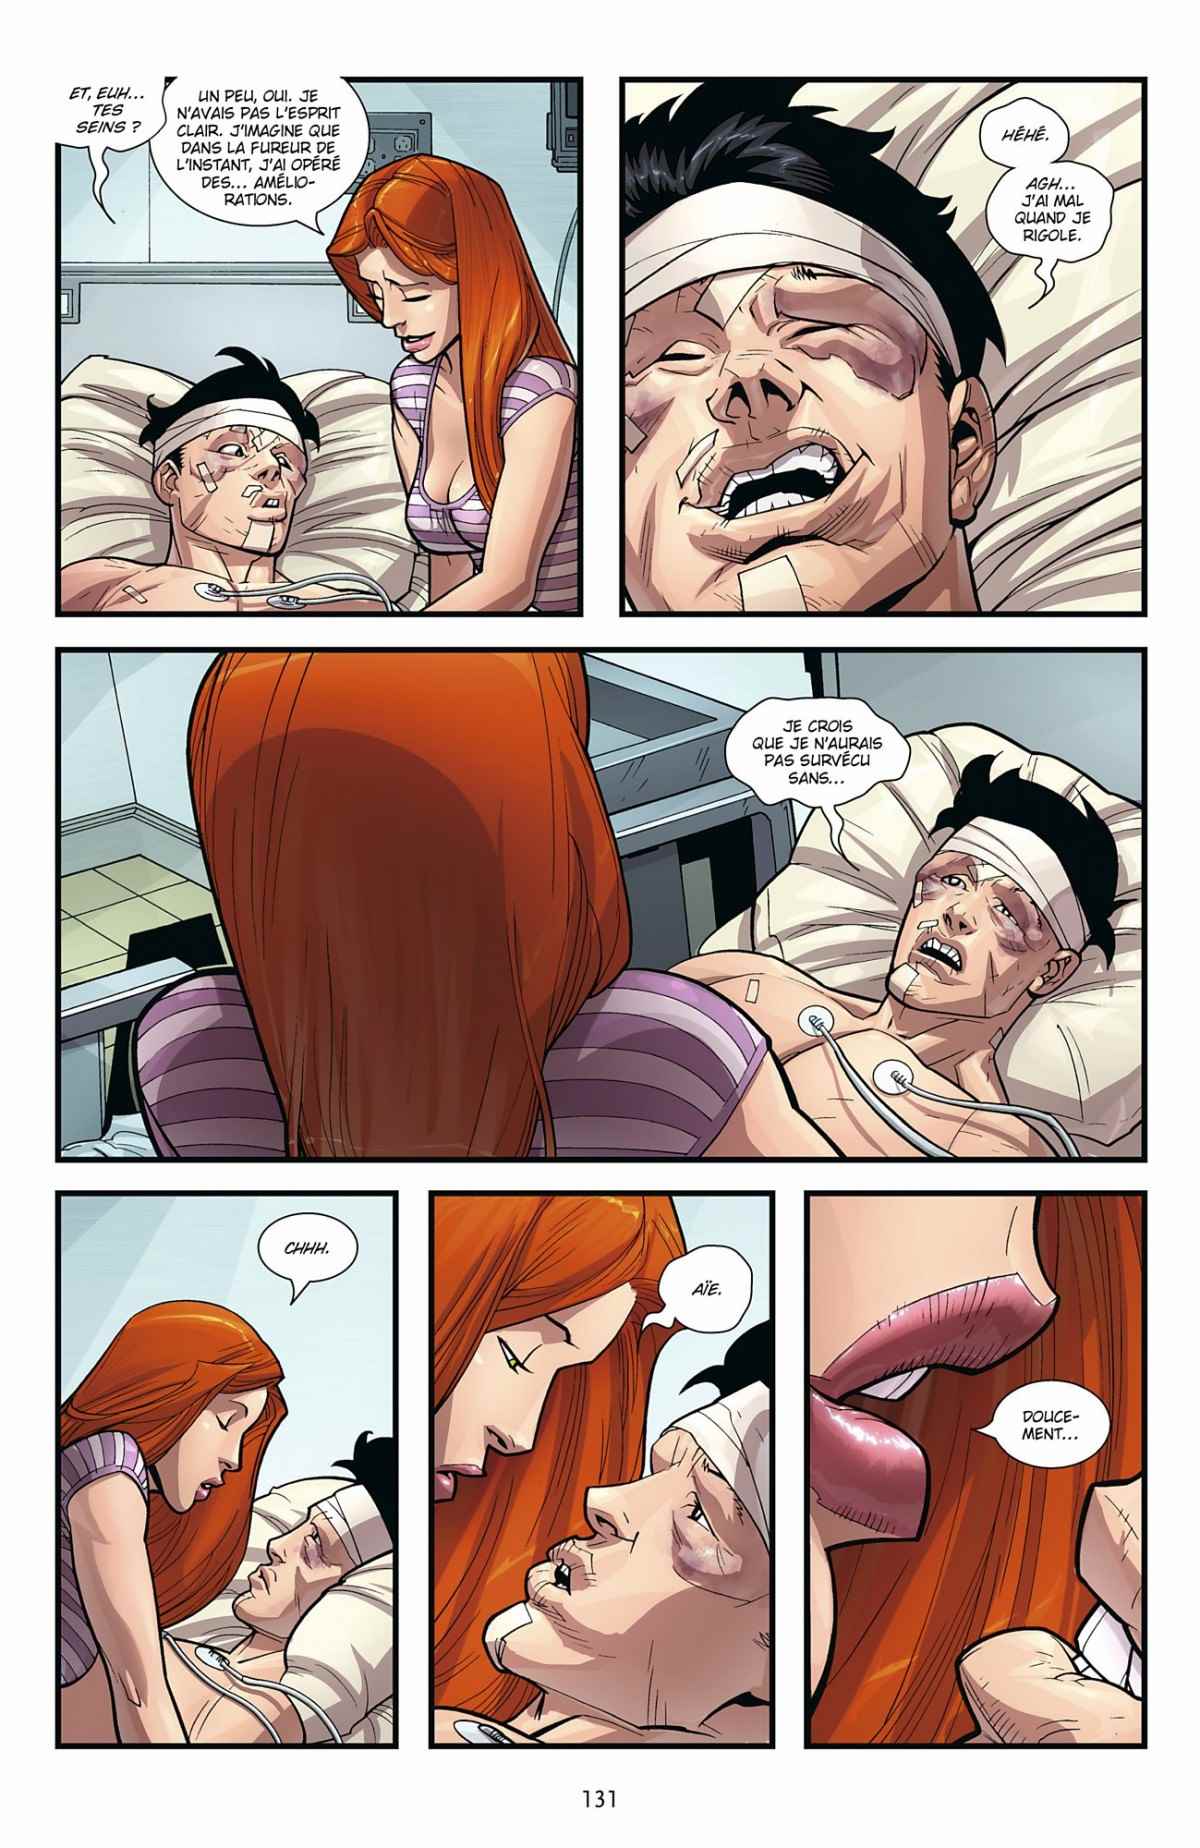 ET, EUH...
TES
SEINS ?
UN PEU, OUI. JE
N'AVAIS PAS L'ESPRIT
CLAIR. J'IMAGINE QUE
DANS LA FUREUR DE
L'INSTANT, J'AI OPÉRÉ
DES... AMÉLIO-
RATIONS.
HÉHÉ.
AGH...
J'AI MAL
QUAND JE
RIGOLE.
JE CROIS
QUE JE N'AURAIS
PAS SURVÉCU
SANS...
CHHH.
AÏE.
DOUCE-
MENT...
131